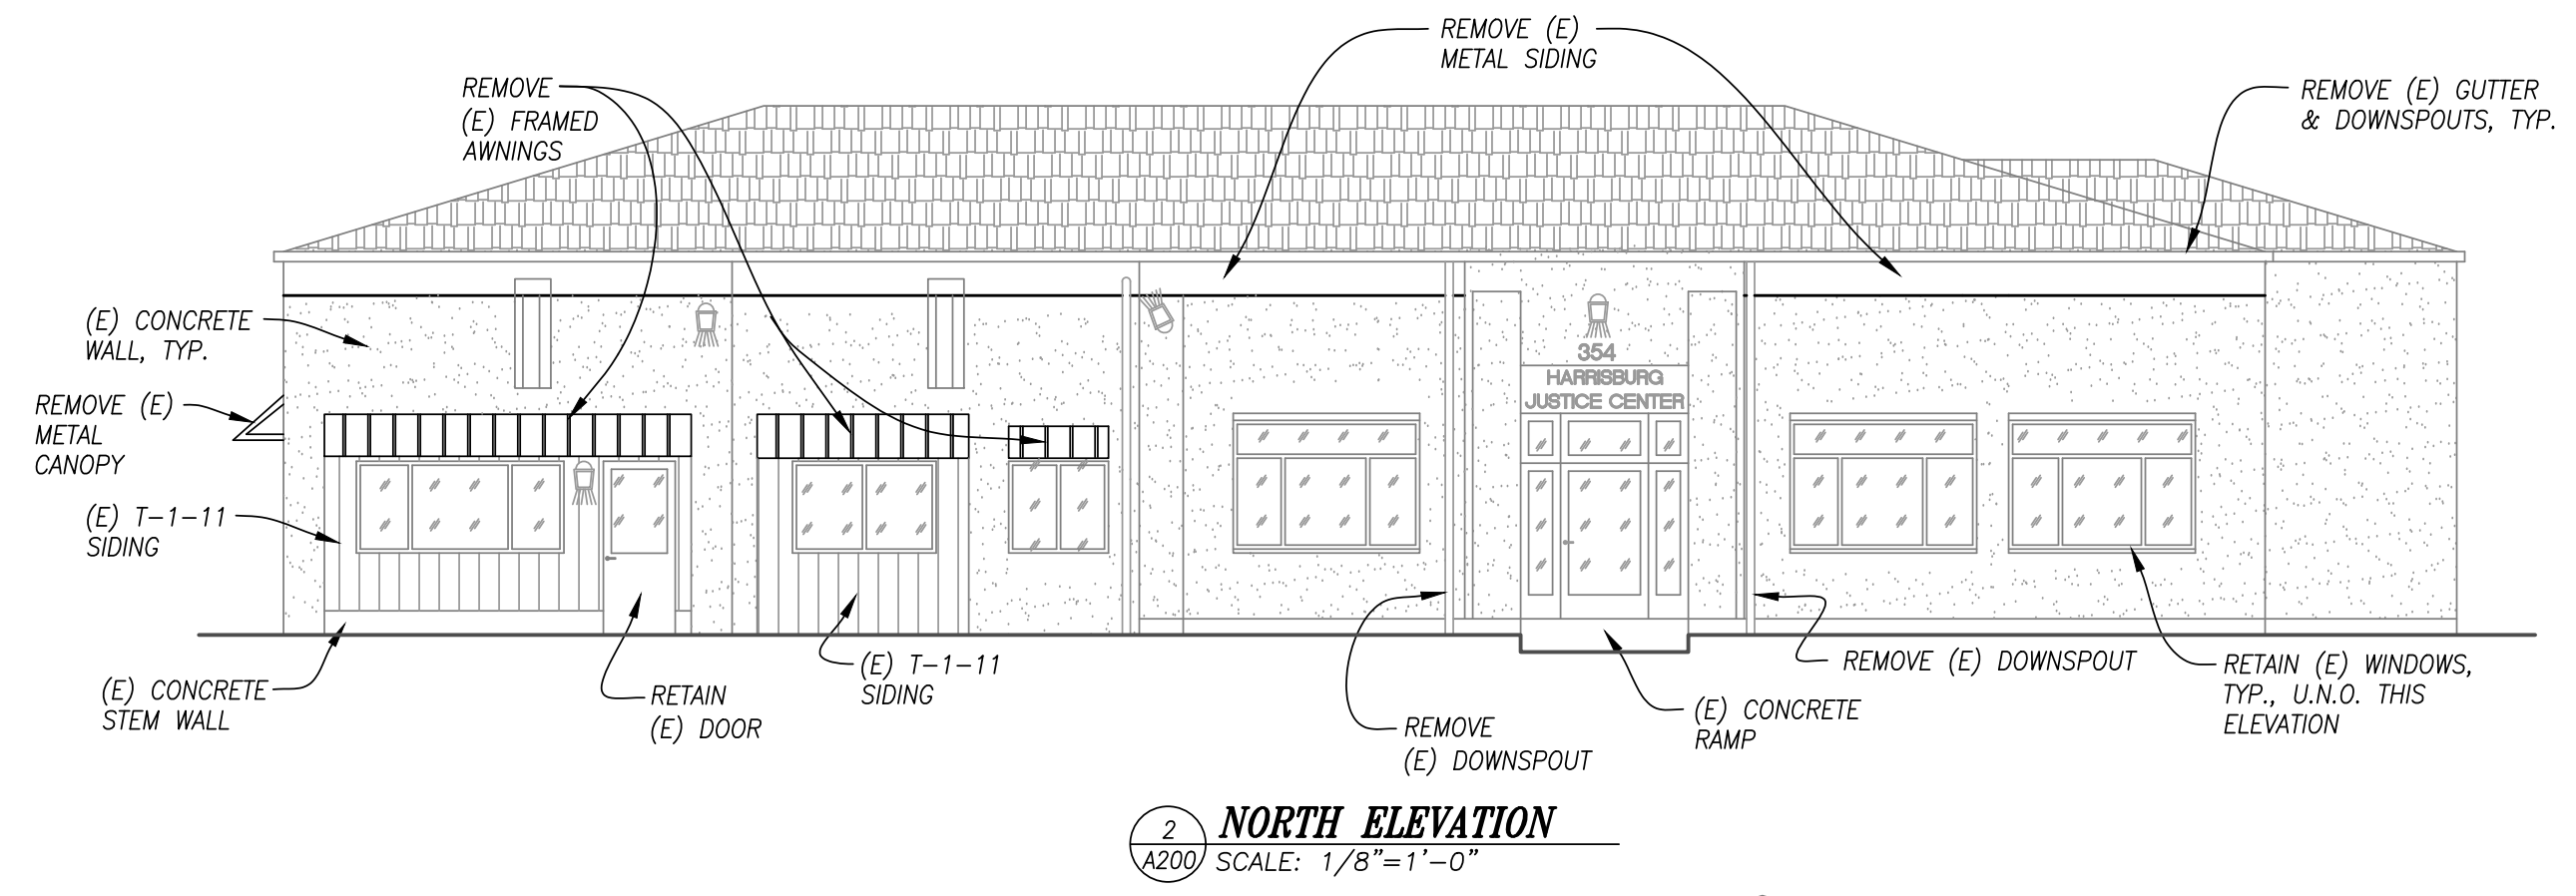 REMOVE (E)
METAL SIDING
REMOVE
(E) FRAMED
AWNINGS
REMOVE (E) GUTTER
& DOWNSPOUTS, TYP.
(E) CONCRETE
WALL, TYP.
REMOVE (E)
METAL
CANOPY
(E) T-1-11
SIDING
354
HARRISBURG
JUSTICE CENTER
(E) CONCRETE
STEM WALL
RETAIN
(E) DOOR
(E) T-1-11
SIDING
REMOVE
(E) DOWNSPOUT
(E) CONCRETE
RAMP
REMOVE (E) DOWNSPOUT
RETAIN (E) WINDOWS,
TYP., U.N.O. THIS
ELEVATION
2
A200
NORTH ELEVATION
SCALE: 1/8"=1'-0"